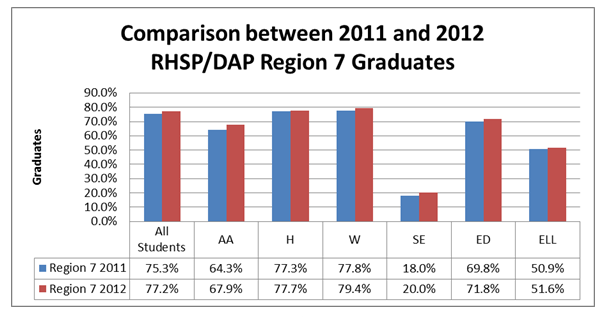 Comparison between 2011 and 2012
RHSP/DAP Region 7 Graduates
Graduates
90.0%
80.0%
70.0%
60.0%
50.0%
40.0%
30.0%
20.0%
10.0%
0.0%
All Students AA H W SE ED ELL
Region 7 2011 75.3% 64.3% 77.3% 77.8% 18.0% 69.8% 50.9%
Region 7 2012 77.2% 67.9% 77.7% 79.4% 20.0% 71.8% 51.6%